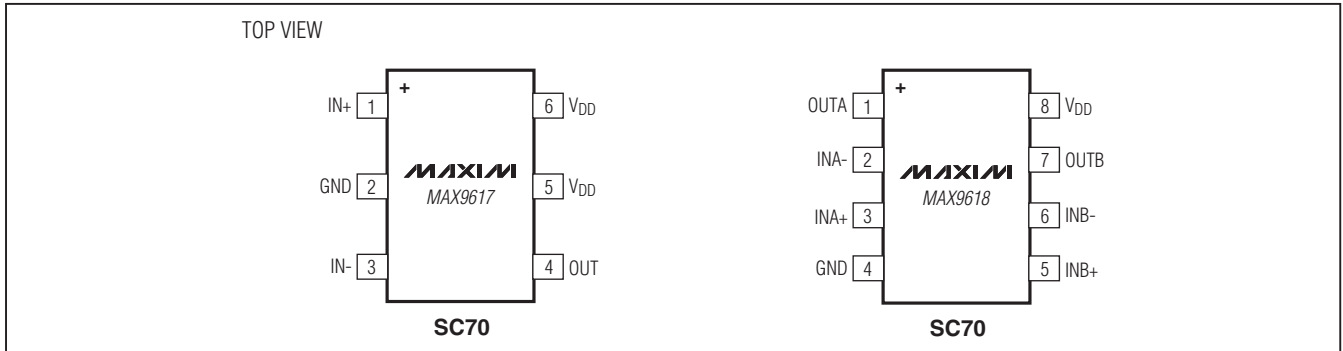 TOP VIEW
+
IN+ 1
6 VDD
GND 2
MAXIM
MAX9617
5 VDD
IN- 3
4 OUT
SC70
+
OUTA 1
8 VDD
INA- 2
MAXIM
MAX9618
7 OUTB
INA+ 3
6 INB-
GND 4
5 INB+
SC70